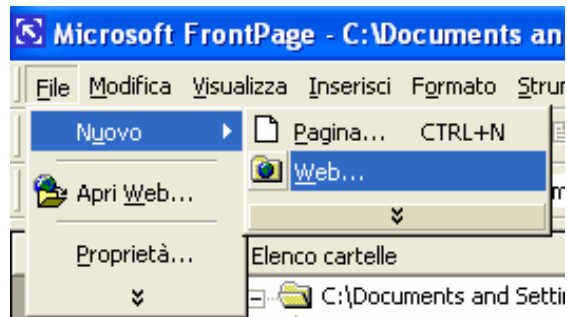 Microsoft FrontPage - C:\Documents an
File Modifica Visualizza Inserisci Formato Strum
Nuovo
Pagina... CTRL+N
Web...
Apri Web...
Proprietà...
Elenco cartelle
C:\Documents and Settin